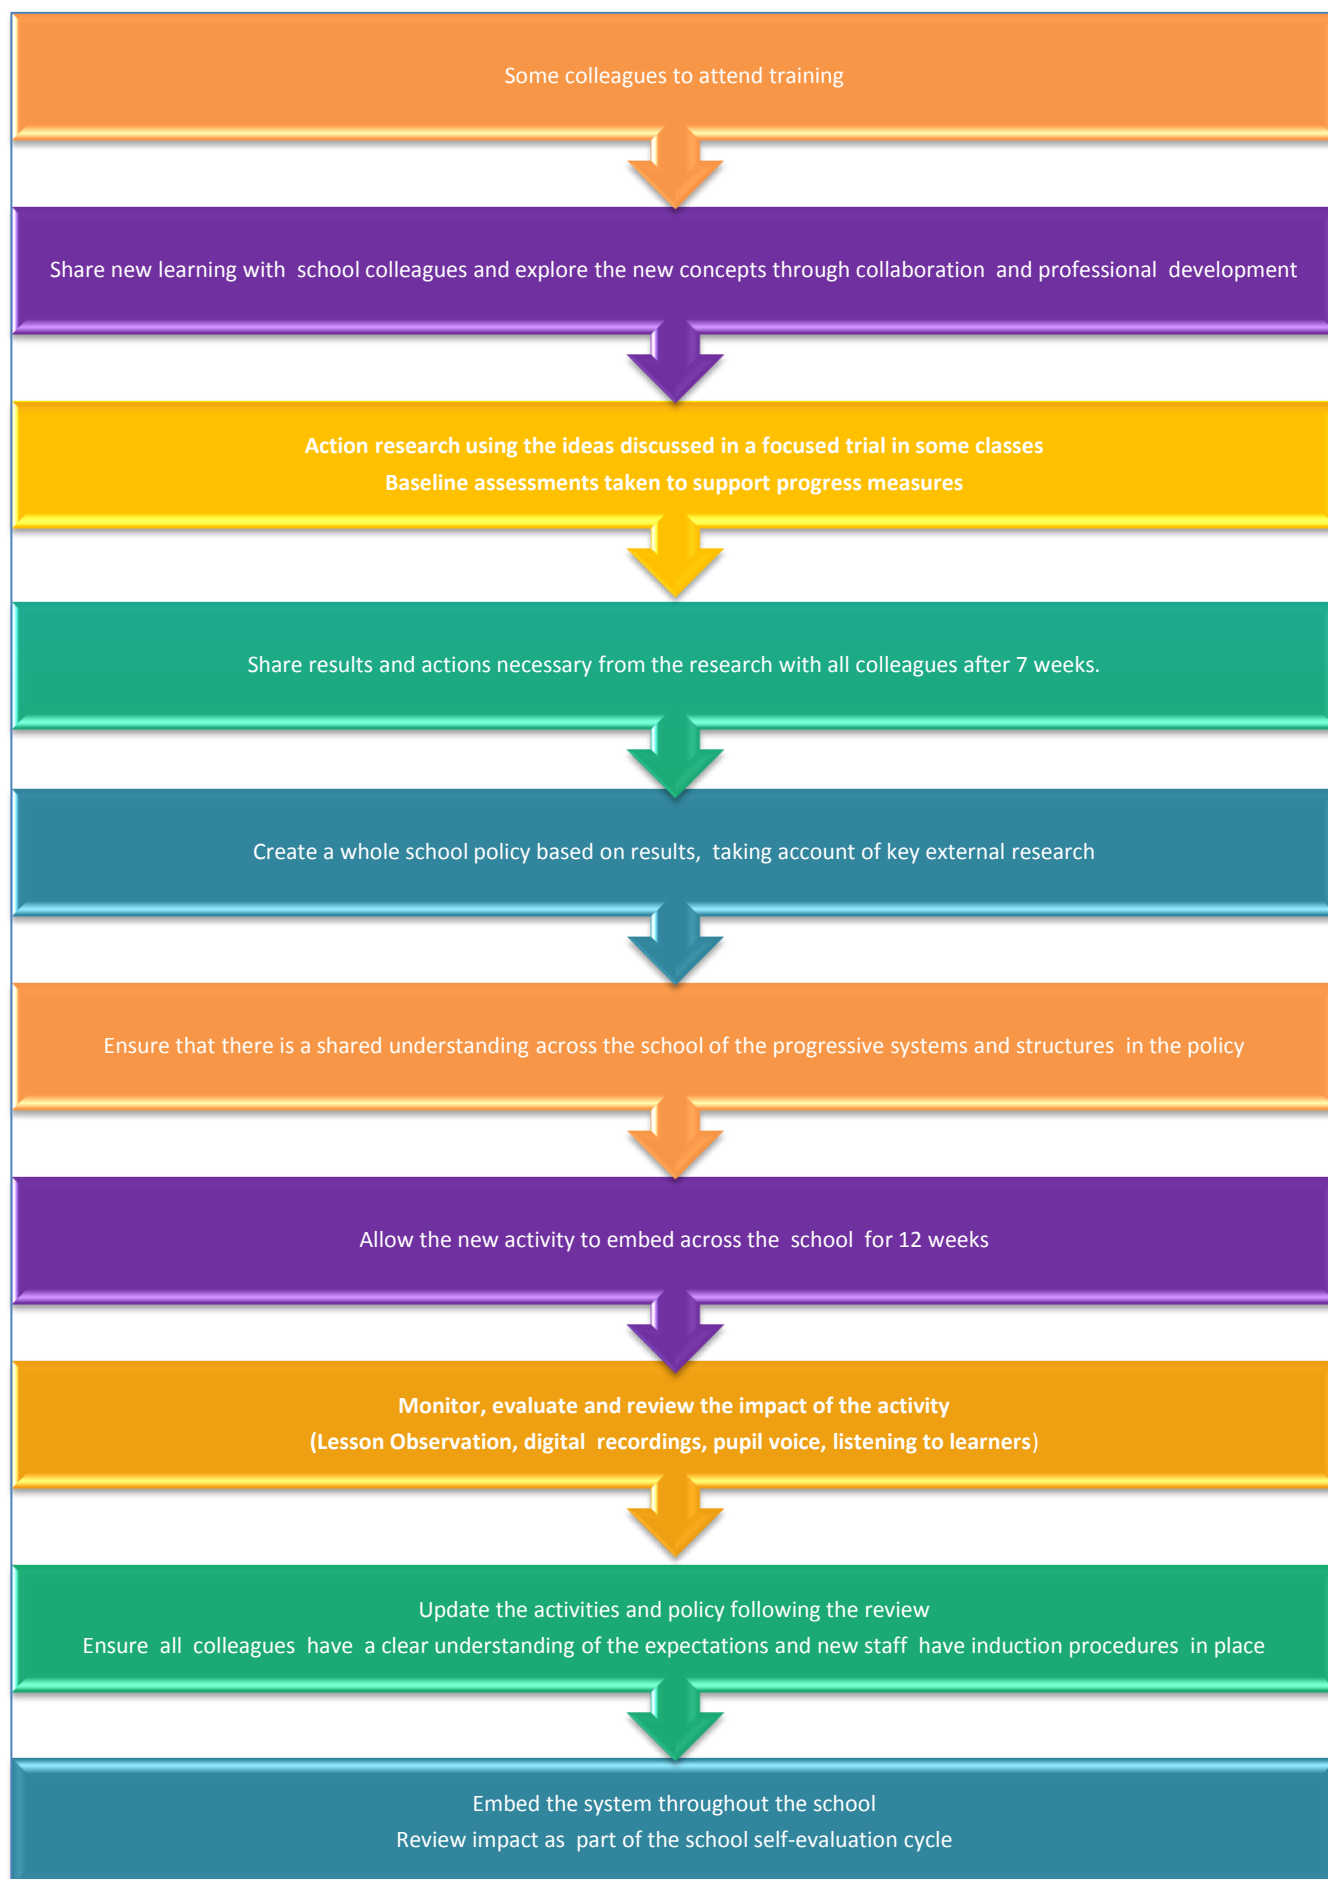 Some colleagues to attend training
Share new learning with school colleagues and explore the new concepts through collaboration and professional development
Action research using the ideas discussed in a focused trial in some classes
Baseline assessments taken to support progress measures
Share results and actions necessary from the research with all colleagues after 7 weeks.
Create a whole school policy based on results, taking account of key external research
Ensure that there is a shared understanding across the school of the progressive systems and structures in the policy
Allow the new activity to embed across the school for 12 weeks
Monitor, evaluate and review the impact of the activity
(Lesson Observation, digital recordings, pupil voice, listening to learners)
Update the activities and policy following the review
Ensure all colleagues have a clear understanding of the expectations and new staff have induction procedures in place
Embed the system throughout the school
Review impact as part of the school self-evaluation cycle